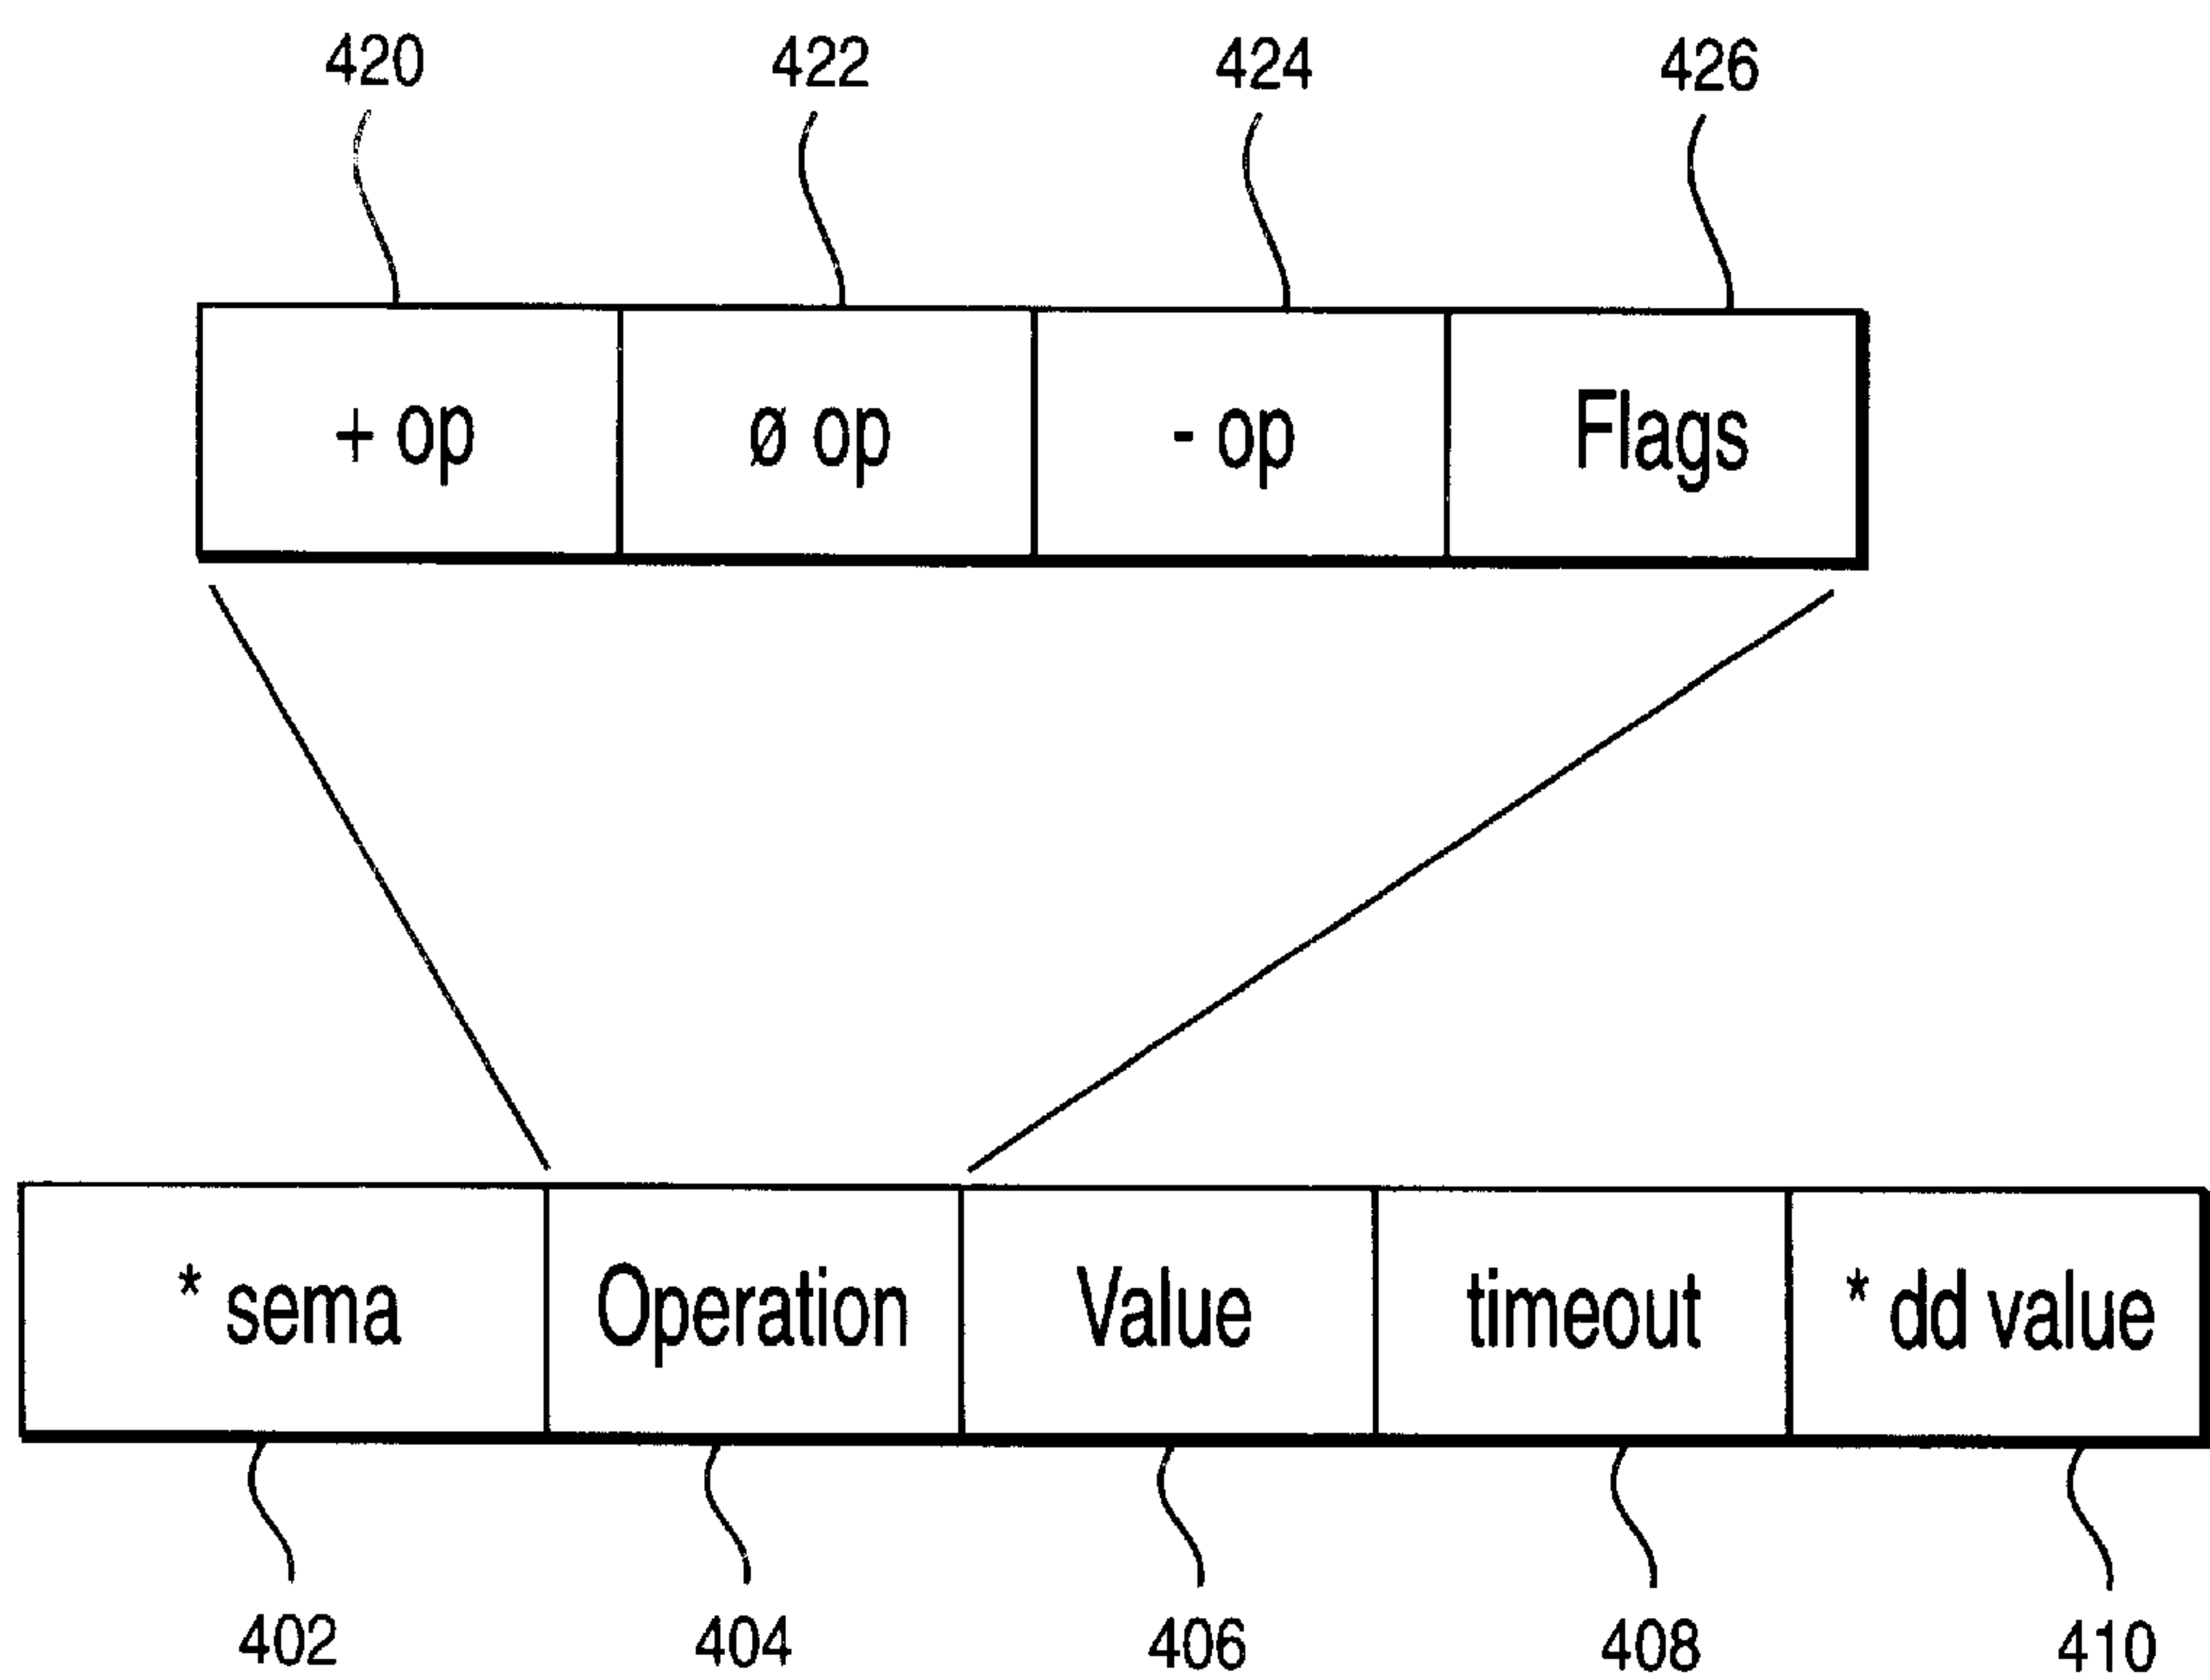 420 422 424 426
+ op ø op - op Flags
* sema Operation Value timeout * dd value
402 404 406 408 410